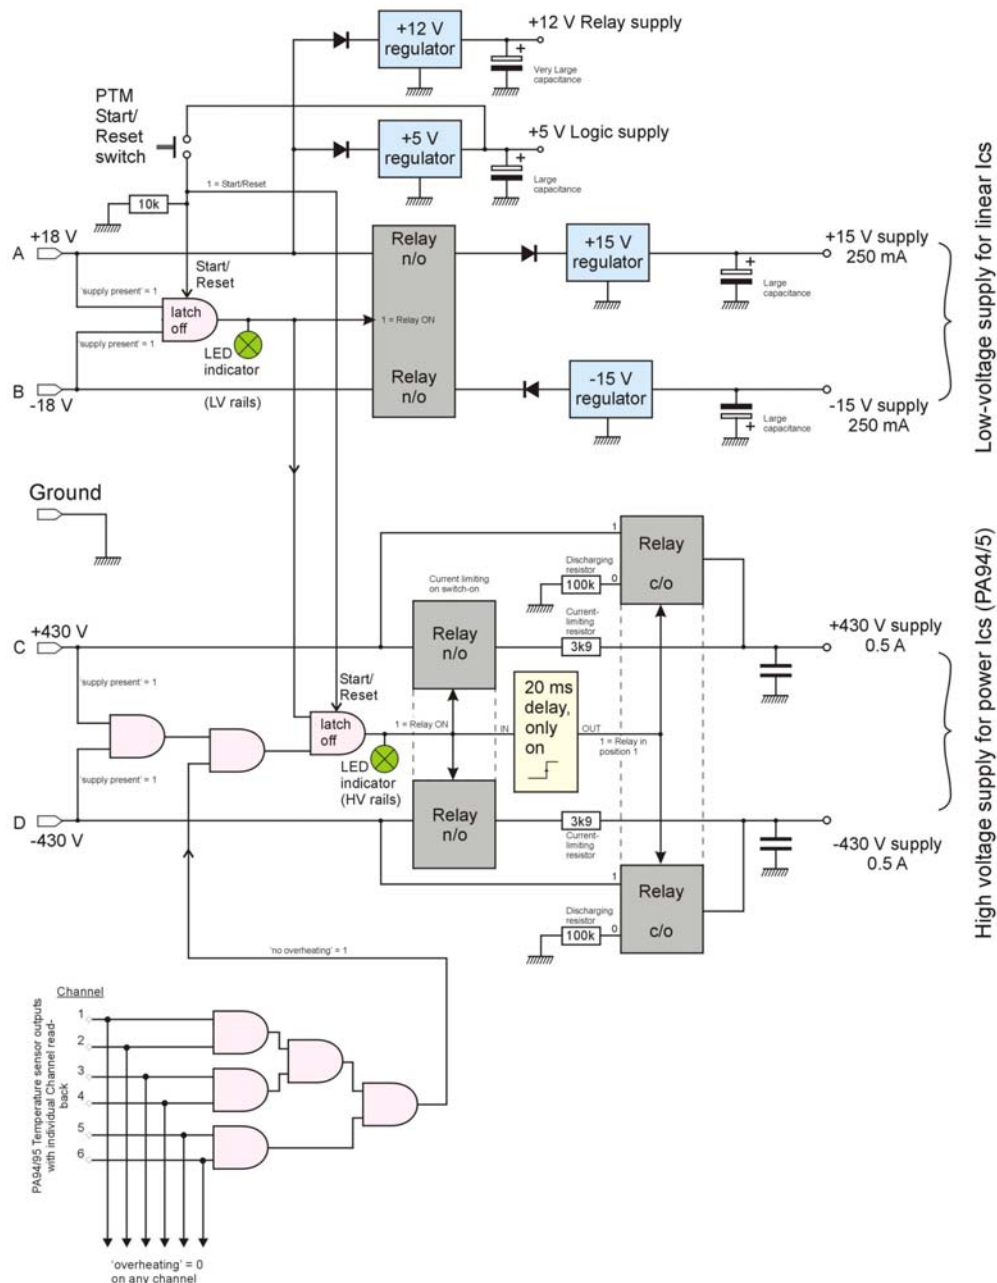 +12 V
regulator
+12 V Relay supply
+
Very Large
capacitance
PTM
Start/
Reset
switch
+5 V
regulator
+5 V Logic supply
+
Large
capacitance
1 = Start/Reset
10k
A
+18 V
Relay
n/o
+15 V
regulator
+15 V supply
250 mA
+
Large
capacitance
Start/
Reset
'supply present' = 1
latch
off
1 = Relay ON
'supply present' = 1
LED
indicator
(LV rails)
B
-18 V
Relay
n/o
-15 V
regulator
-15 V supply
250 mA
Large
capacitance
+
Low-voltage supply for linear Ics
Ground
1
Relay
c/o
Discharging
resistor
100k
0
Current limiting
on switch-on
C
+430 V
Relay
n/o
Current-
limiting
resistor
3k9
+430 V supply
0.5 A
'supply present' = 1
Start/
Reset
latch
off
1 = Relay ON
IN
20 ms
delay,
only
on
OUT
1 = Relay in
position 1
'supply present' = 1
LED
indicator
(HV rails)
D
-430 V
Relay
n/o
3k9
Current-
limiting
resistor
-430 V supply
0.5 A
1
Relay
c/o
Discharging
resistor
100k
0
High voltage supply for power Ics (PA94/5)
'no overheating' = 1
Channel
1
2
3
4
5
6
PA94/95 Temperature sensor outputs
with individual Channel read-
back
'overheating' = 0
on any channel